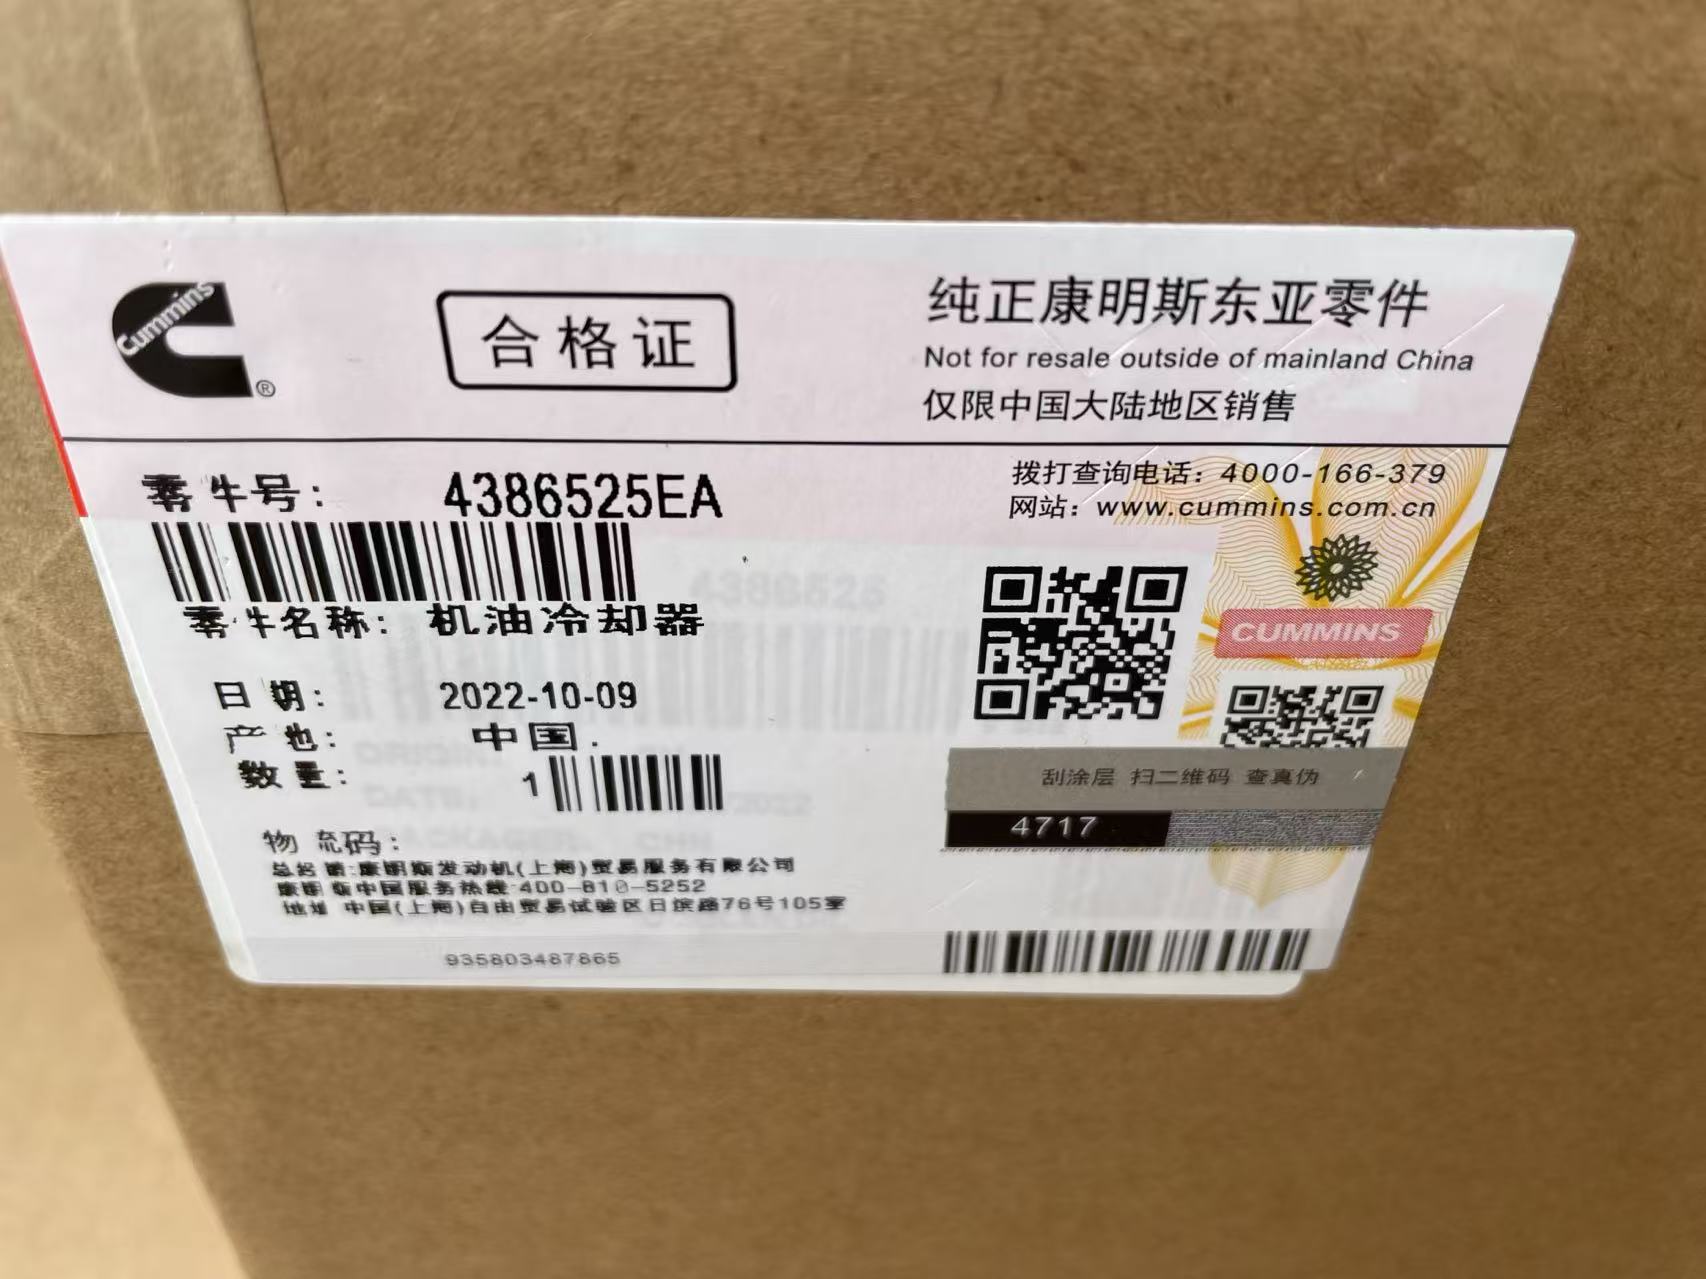 Cummins
®
合格证
纯正康明斯东亚零件
Not for resale outside of mainland China
仅限中国大陆地区销售
零件号: 4386525EA
拨打查询电话: 4000-166-379
网站: www.cummins.com.cn
零件名称: 机油冷却器
4386525
CUMMINS
日期: 2022-10-09
产地: 中国.
数量: 1
ORIGIN:
DATE:
2022
PACKAGER: CHN
刮涂层 扫二维码 查真伪
4717
物流码:
总经销:康明斯发动机(上海)贸易服务有限公司
康明斯中国服务热线:400-810-5252
地址 中国(上海)自由贸易试验区日滨路76号105室
935803487865